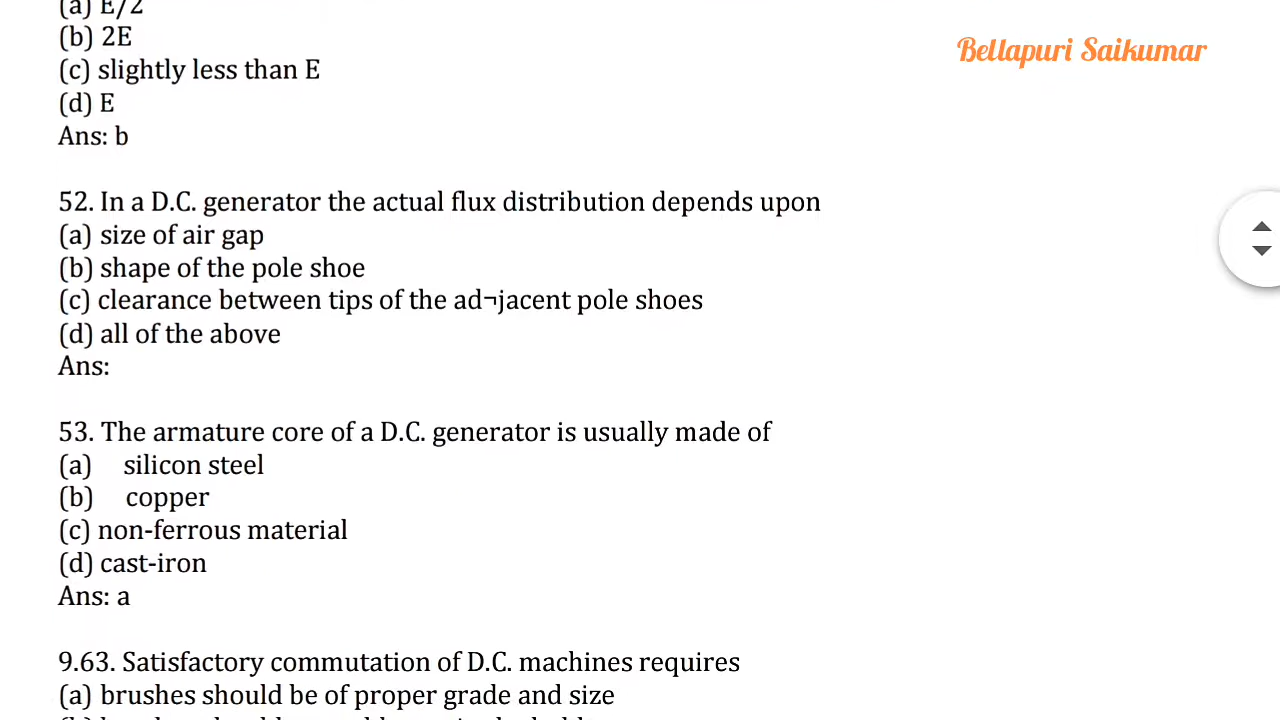 (a) E/2
(b) 2E
Bellapuri Saikumar
(c) slightly less than E
(d) E
Ans: b
52. In a D.C. generator the actual flux distribution depends upon
(a) size of air gap
(b) shape of the pole shoe
(c) clearance between tips of the ad¬jacent pole shoes
(d) all of the above
Ans:
53. The armature core of a D.C. generator is usually made of
(a) silicon steel
(b) copper
(c) non-ferrous material
(d) cast-iron
Ans: a
9.63. Satisfactory commutation of D.C. machines requires
(a) brushes should be of proper grade and size